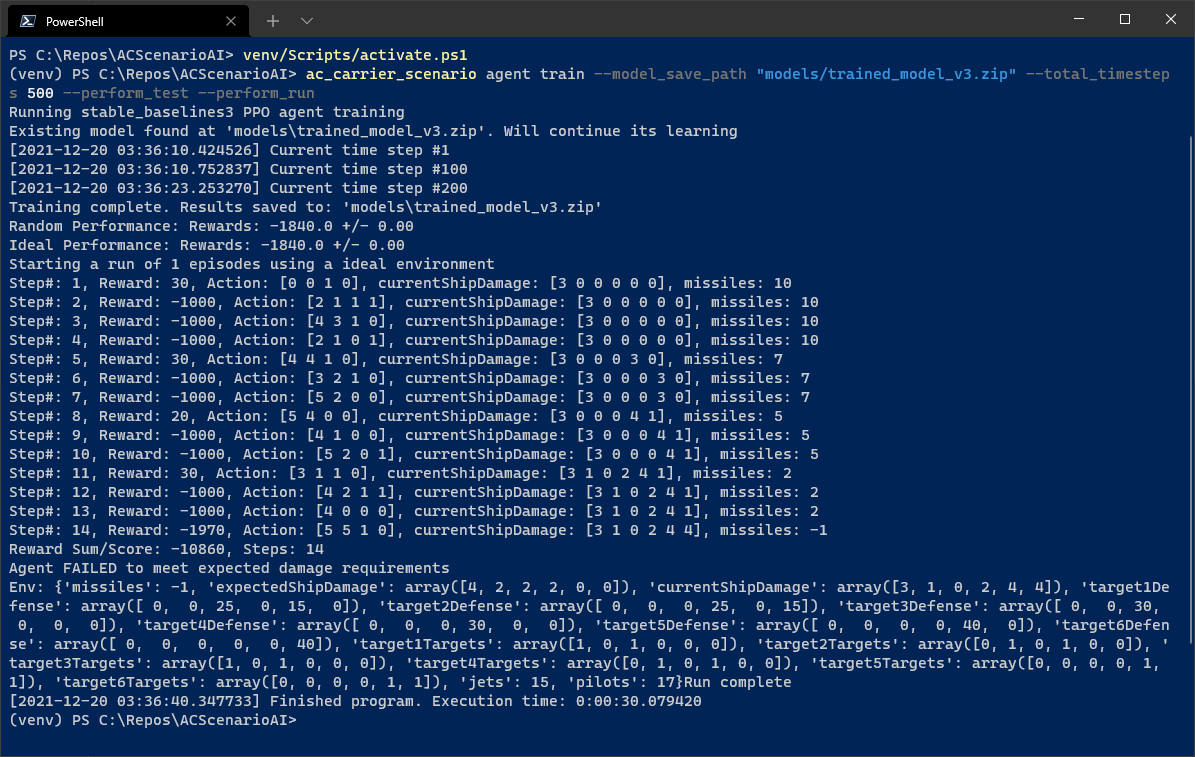 PowerShell
PS C:\Repos\ACScenarioAI> venv/Scripts/activate.ps1
(venv) PS C:\Repos\ACScenarioAI> ac_carrier_scenario agent train --model_save_path "models/trained_model_v3.zip" --total_timestep
s 500 --perform_test --perform_run
Running stable_baselines3 PPO agent training
Existing model found at 'models\trained_model_v3.zip'. Will continue its learning
[2021-12-20 03:36:10.424526] Current time step #1
[2021-12-20 03:36:10.752837] Current time step #100
[2021-12-20 03:36:23.253270] Current time step #200
Training complete. Results saved to: 'models\trained_model_v3.zip'
Random Performance: Rewards: -1840.0 +/- 0.00
Ideal Performance: Rewards: -1840.0 +/- 0.00
Starting a run of 1 episodes using a ideal environment
Step#: 1, Reward: 30, Action: [0 0 1 0], currentShipDamage: [3 0 0 0 0 0], missiles: 10
Step#: 2, Reward: -1000, Action: [2 1 1 1], currentShipDamage: [3 0 0 0 0 0], missiles: 10
Step#: 3, Reward: -1000, Action: [4 3 1 0], currentShipDamage: [3 0 0 0 0 0], missiles: 10
Step#: 4, Reward: -1000, Action: [2 1 0 1], currentShipDamage: [3 0 0 0 0 0], missiles: 10
Step#: 5, Reward: 30, Action: [4 4 1 0], currentShipDamage: [3 0 0 0 3 0], missiles: 7
Step#: 6, Reward: -1000, Action: [3 2 1 0], currentShipDamage: [3 0 0 0 3 0], missiles: 7
Step#: 7, Reward: -1000, Action: [5 2 0 0], currentShipDamage: [3 0 0 0 3 0], missiles: 7
Step#: 8, Reward: 20, Action: [5 4 0 0], currentShipDamage: [3 0 0 0 4 1], missiles: 5
Step#: 9, Reward: -1000, Action: [4 1 0 0], currentShipDamage: [3 0 0 0 4 1], missiles: 5
Step#: 10, Reward: -1000, Action: [5 2 0 1], currentShipDamage: [3 0 0 0 4 1], missiles: 5
Step#: 11, Reward: 30, Action: [3 1 1 0], currentShipDamage: [3 1 0 2 4 1], missiles: 2
Step#: 12, Reward: -1000, Action: [4 2 1 1], currentShipDamage: [3 1 0 2 4 1], missiles: 2
Step#: 13, Reward: -1000, Action: [4 0 0 0], currentShipDamage: [3 1 0 2 4 1], missiles: 2
Step#: 14, Reward: -1970, Action: [5 5 1 0], currentShipDamage: [3 1 0 2 4 4], missiles: -1
Reward Sum/Score: -10860, Steps: 14
Agent FAILED to meet expected damage requirements
Env: {'missiles': -1, 'expectedShipDamage': array([4, 2, 2, 2, 0, 0]), 'currentShipDamage': array([3, 1, 0, 2, 4, 4]), 'target1De
fense': array([ 0,  0, 25,  0, 15,  0]), 'target2Defense': array([ 0,  0,  0, 25,  0, 15]), 'target3Defense': array([ 0,  0, 30,
 0,  0,  0]), 'target4Defense': array([ 0,  0,  0, 30,  0,  0]), 'target5Defense': array([ 0,  0,  0,  0, 40,  0]), 'target6Defen
se': array([ 0,  0,  0,  0,  0, 40]), 'target1Targets': array([1, 0, 1, 0, 0, 0]), 'target2Targets': array([0, 1, 0, 1, 0, 0]), '
target3Targets': array([1, 0, 1, 0, 0, 0]), 'target4Targets': array([0, 1, 0, 1, 0, 0]), 'target5Targets': array([0, 0, 0, 0, 1,
1]), 'target6Targets': array([0, 0, 0, 0, 1, 1]), 'jets': 15, 'pilots': 17}Run complete
[2021-12-20 03:36:40.347733] Finished program. Execution time: 0:00:30.079420
(venv) PS C:\Repos\ACScenarioAI>